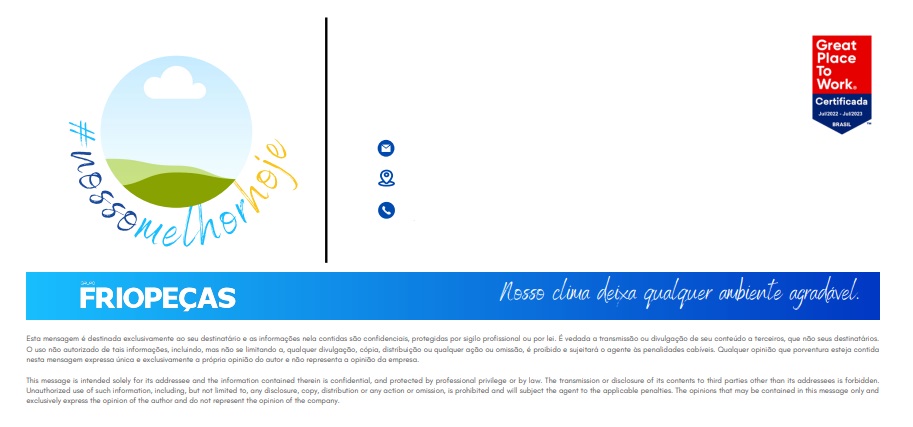 #nossomelhorhoje
Great
Place
To
Work.
Certificada
Jul/2022 - Jul/2023
BRASIL
TM
GRUPO
FRIOPEÇAS
Nosso clima deixa qualquer ambiente agradável.
Esta mensagem é destinada exclusivamente ao seu destinatário e as informações nela contidas são confidenciais, protegidas por sigilo profissional ou por lei. É vedada a transmissão ou divulgação de seu conteúdo a terceiros, que não seus destinatários.
O uso não autorizado de tais informações, incluindo, mas não se limitando a, qualquer divulgação, cópia, distribuição ou qualquer ação ou omissão, é proibido e sujeitará o agente às penalidades cabíveis. Qualquer opinião que porventura esteja contida
nesta mensagem expressa única e exclusivamente a própria opinião do autor e não representa a opinião da empresa.
This message is intended solely for its addressee and the information contained therein is confidential, and protected by professional privilege or by law. The transmission or disclosure of its contents to third parties other than its addressees is forbidden.
Unauthorized use of such information, including, but not limited to, any disclosure, copy, distribution or any action or omission, is prohibited and will subject the agent to the applicable penalties. The opinions that may be contained in this message only and
exclusively express the opinion of the author and do not represent the opinion of the company.